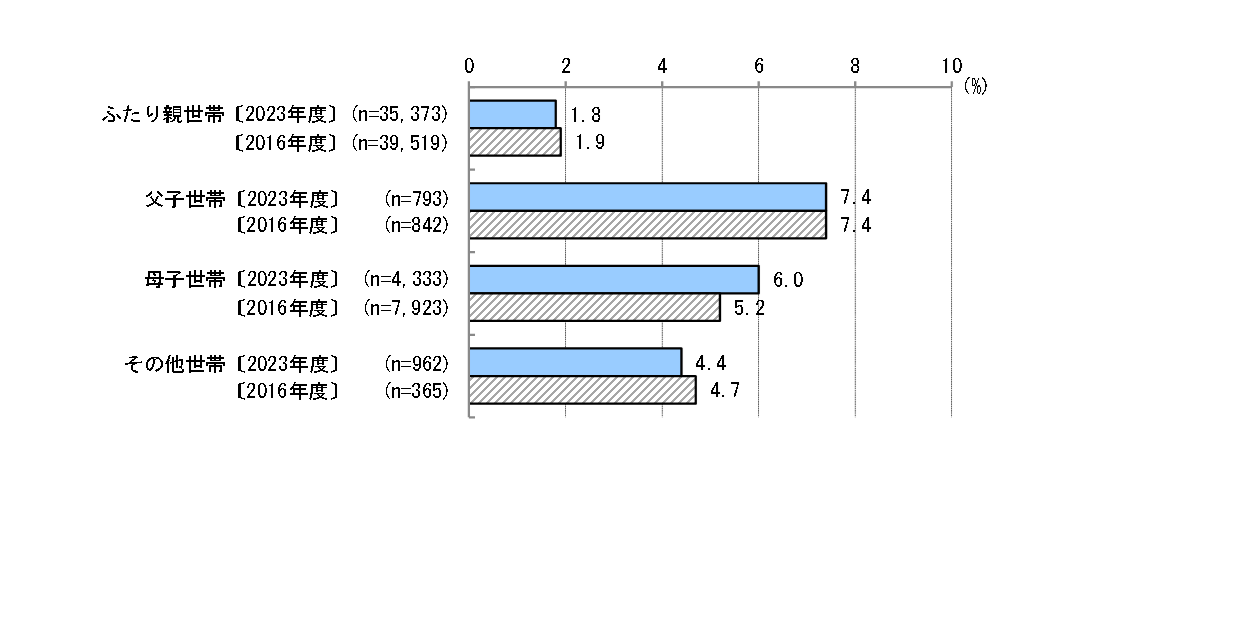 0 2 4 6 8 10
(%)
ふたり親世帯〔2023年度〕(n=35,373) 1.8
〔2016年度〕(n=39,519) 1.9
父子世帯〔2023年度〕 (n=793) 7.4
〔2016年度〕 (n=842) 7.4
母子世帯〔2023年度〕 (n=4,333) 6.0
〔2016年度〕 (n=7,923) 5.2
その他世帯〔2023年度〕 (n=962) 4.4
〔2016年度〕 (n=365) 4.7